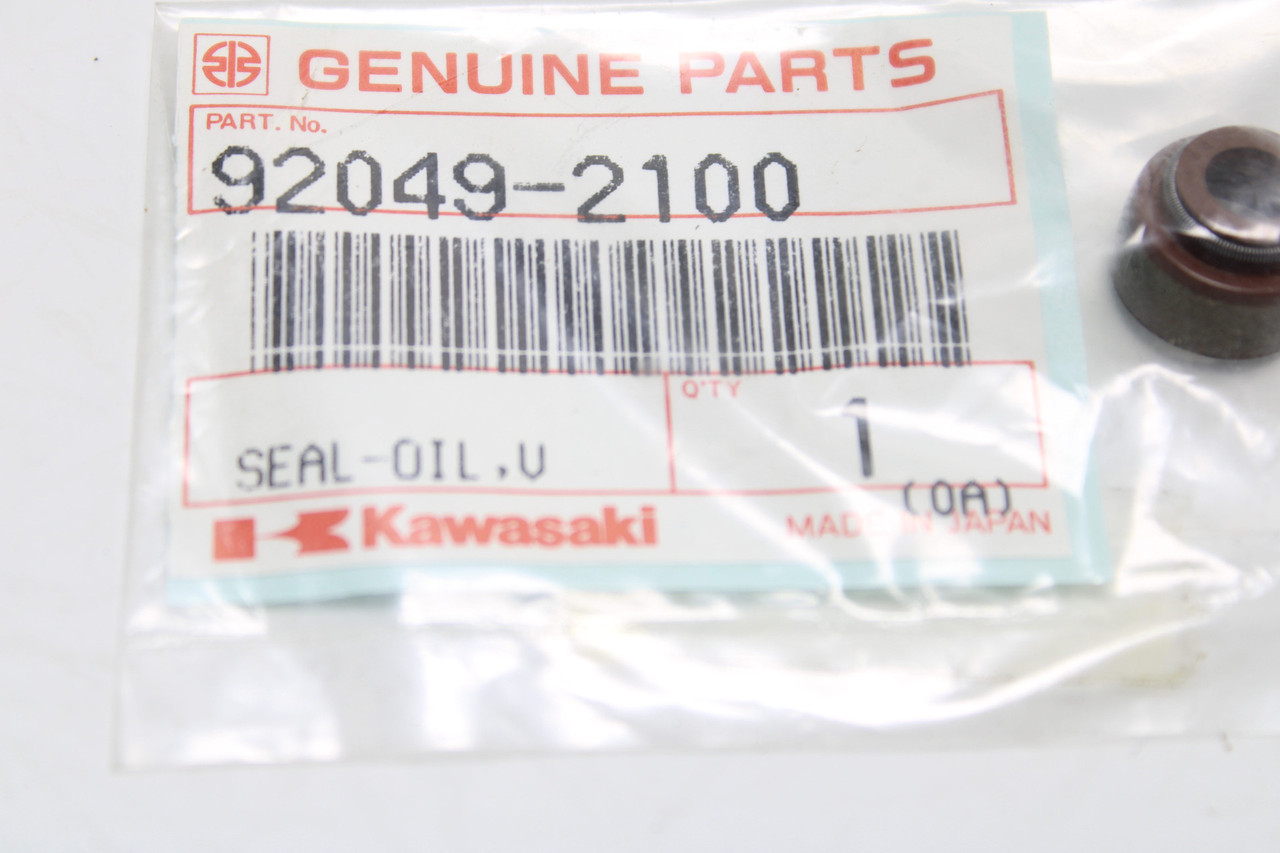 GENUINE PARTS
PART. No.
92049-2100
Q'TY
SEAL-OIL,V 1
(0A)
Kawasaki MADE IN JAPAN